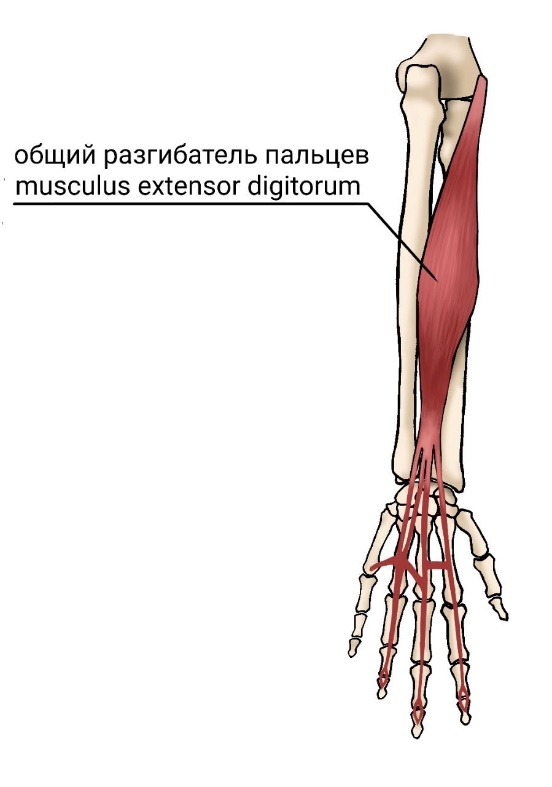 общий разгибатель пальцев
musculus extensor digitorum